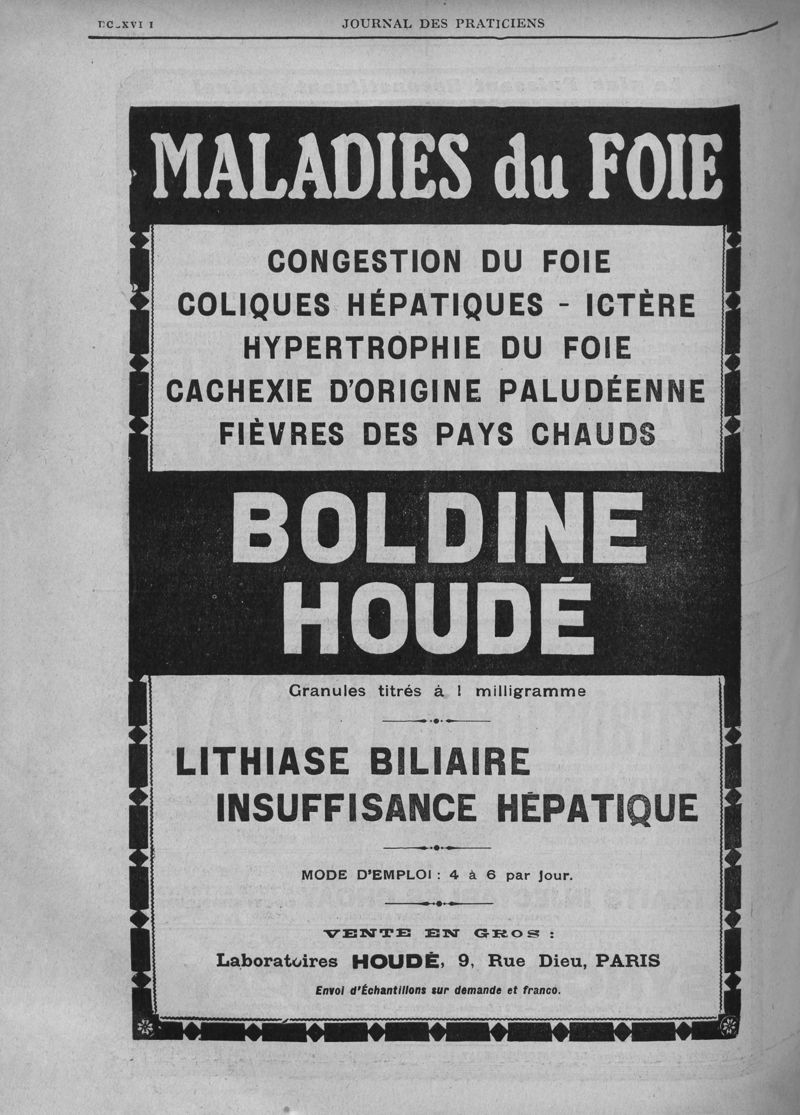 JOURNAL DES PRATICIENS
MALADIES du FOIE
CONGESTION DU FOIE
COLIQUES HÉPATIQUES - ICTÈRE
HYPERTROPHIE DU FOIE
CACHEXIE D'ORIGINE PALUDÉENNE
FIÈVRES DES PAYS CHAUDS
BOLDINE
HOUDÉ
Granules titrés à 1 milligramme
LITHIASE BILIAIRE
INSUFFISANCE HÉPATIQUE
MODE D'EMPLOI : 4 à 6 par jour.
VENTE EN GROS :
Laboratoires HOUDÉ, 9, Rue Dieu, PARIS
Envoi d'Échantillons sur demande et franco.